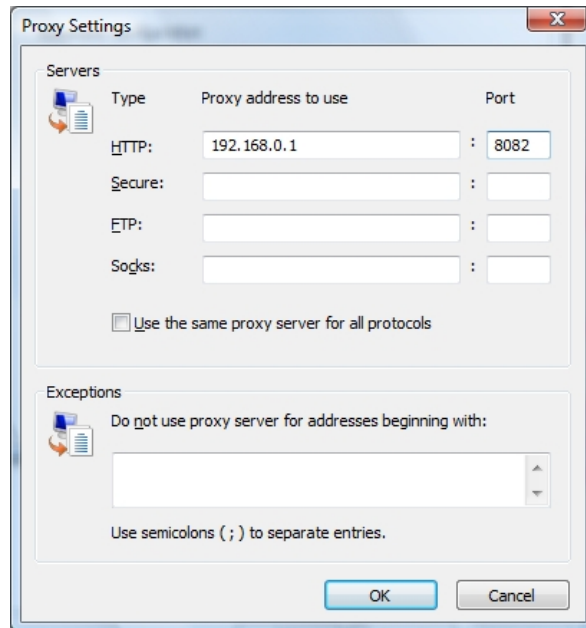 Proxy Settings
Servers
Type Proxy address to use Port
HTTP: 192.168.0.1 : 8082
Secure: :
FTP: :
Socks: :
Use the same proxy server for all protocols
Exceptions
Do not use proxy server for addresses beginning with:
Use semicolons ( ; ) to separate entries.
OK Cancel